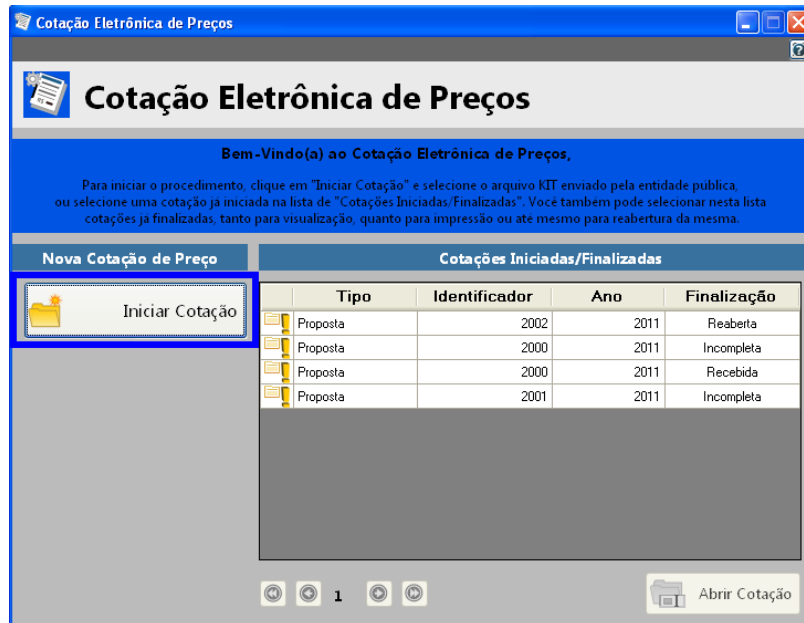 Cotação Eletrônica de Preços
Cotação Eletrônica de Preços
Bem-Vindo(a) ao Cotação Eletrônica de Preços,
Para iniciar o procedimento, clique em "Iniciar Cotação" e selecione o arquivo KIT enviado pela entidade pública,
ou selecione uma cotação já iniciada na lista de "Cotações Iniciadas/Finalizadas". Você também pode selecionar nesta lista
cotações já finalizadas, tanto para visualização, quanto para impressão ou até mesmo para reabertura da mesma.
Nova Cotação de Preço
Cotações Iniciadas/Finalizadas
Iniciar Cotação
Tipo Identificador Ano Finalização
Proposta 2002 2011 Reaberta
Proposta 2000 2011 Incompleta
Proposta 2000 2011 Recebida
Proposta 2001 2011 Incompleta
1
Abrir Cotação